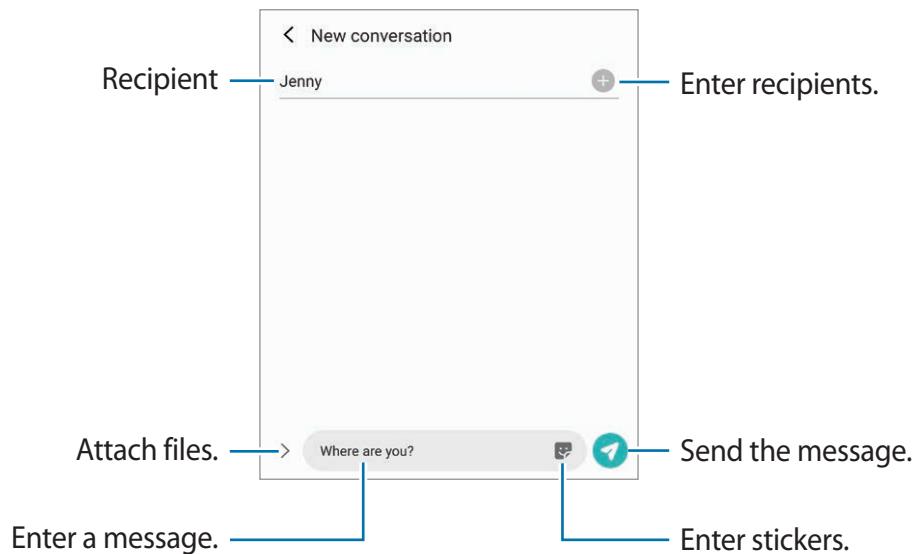 New conversation
Recipient
Jenny
Enter recipients.
Attach files.
Where are you?
Send the message.
Enter a message.
Enter stickers.